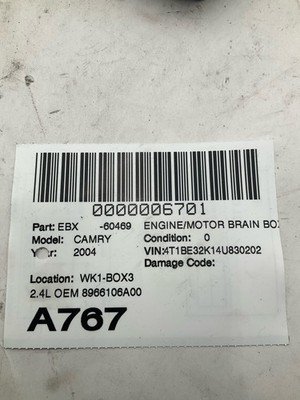 0000006701
Part: EBX -60469 ENGINE/MOTOR BRAIN BO
Model: CAMRY Condition: 0
Year: 2004 VIN:4T1BE32K14U830202
Damage Code:
Location: WK1-BOX3
2.4L OEM 8966106A00
A767